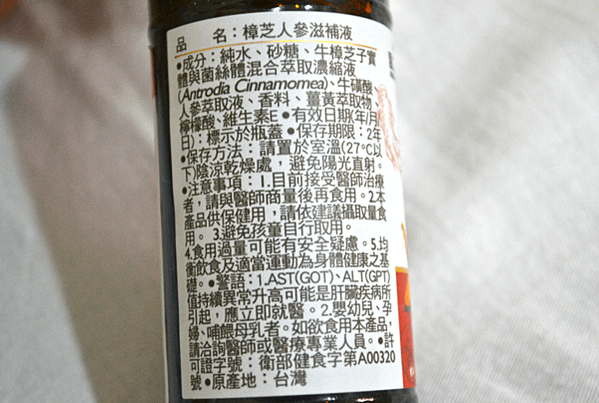 品 名：樟芝人參滋補液
•成分：純水、砂糖、牛樟芝子實
體與菌絲體混合萃取濃縮液
(Antrodia Cinnamomea)、牛磺酸、
人參萃取液、香料、薑黃萃取物、
檸檬酸、維生素E •有效日期(年/月/
日)：標示於瓶蓋 •保存期限：2年
•保存方法：請置於室溫(27°C以
下)陰涼乾燥處，避免陽光直射。
•注意事項：1.目前接受醫師治療
者，請與醫師商量後再食用。2.本
產品供保健用，請依建議攝取量食
用。 3.避免孩童自行取用。
4.食用過量可能有安全疑慮。5.均
衡飲食及適當運動為身體健康之基
礎。•警語：1.AST(GOT)、ALT(GPT)
值持續異常升高可能是肝臟疾病所
引起，應立即就醫。2.嬰幼兒、孕
婦、哺餵母乳者。如欲食用本產品，
請洽詢醫師或醫療專業人員。•許
可證字號：衛部健食字第A00320
號•原產地：台灣